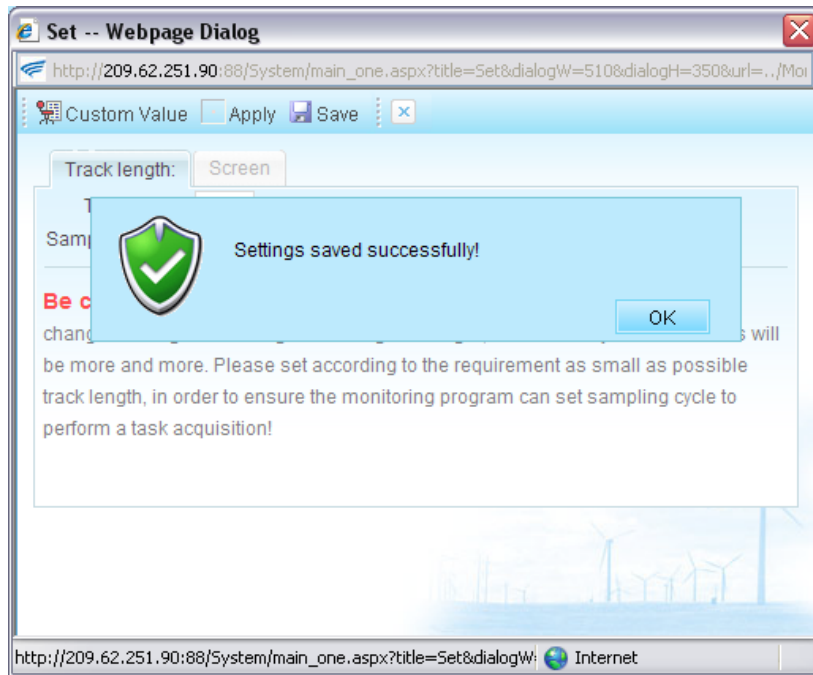 Set -- Webpage Dialog
http://209.62.251.90:88/System/main_one.aspx?title=Set&dialogW=510&dialogH=350&url=../Mor
Custom Value Apply Save
Track length: Screen
Settings saved successfully!
OK
Be c
will
be more and more. Please set according to the requirement as small as possible
track length, in order to ensure the monitoring program can set sampling cycle to
perform a task acquisition!
http://209.62.251.90:88/System/main_one.aspx?title=Set&dialogW Internet